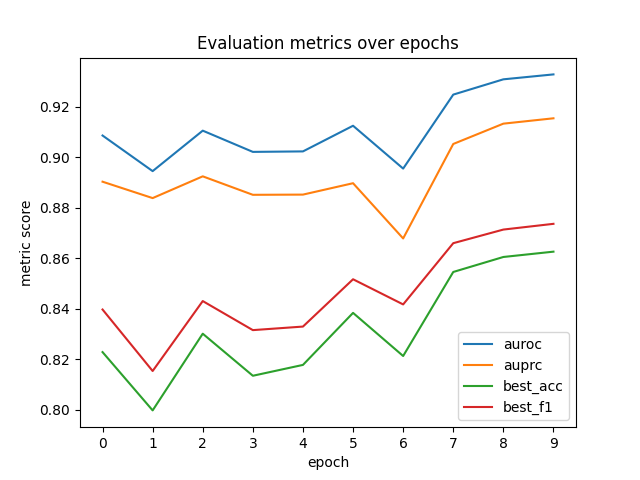 Evaluation metrics over epochs
metric score
0.92
0.90
0.88
0.86
0.84
0.82
0.80
auroc
auprc
best_acc
best_f1
0 1 2 3 4 5 6 7 8 9
epoch